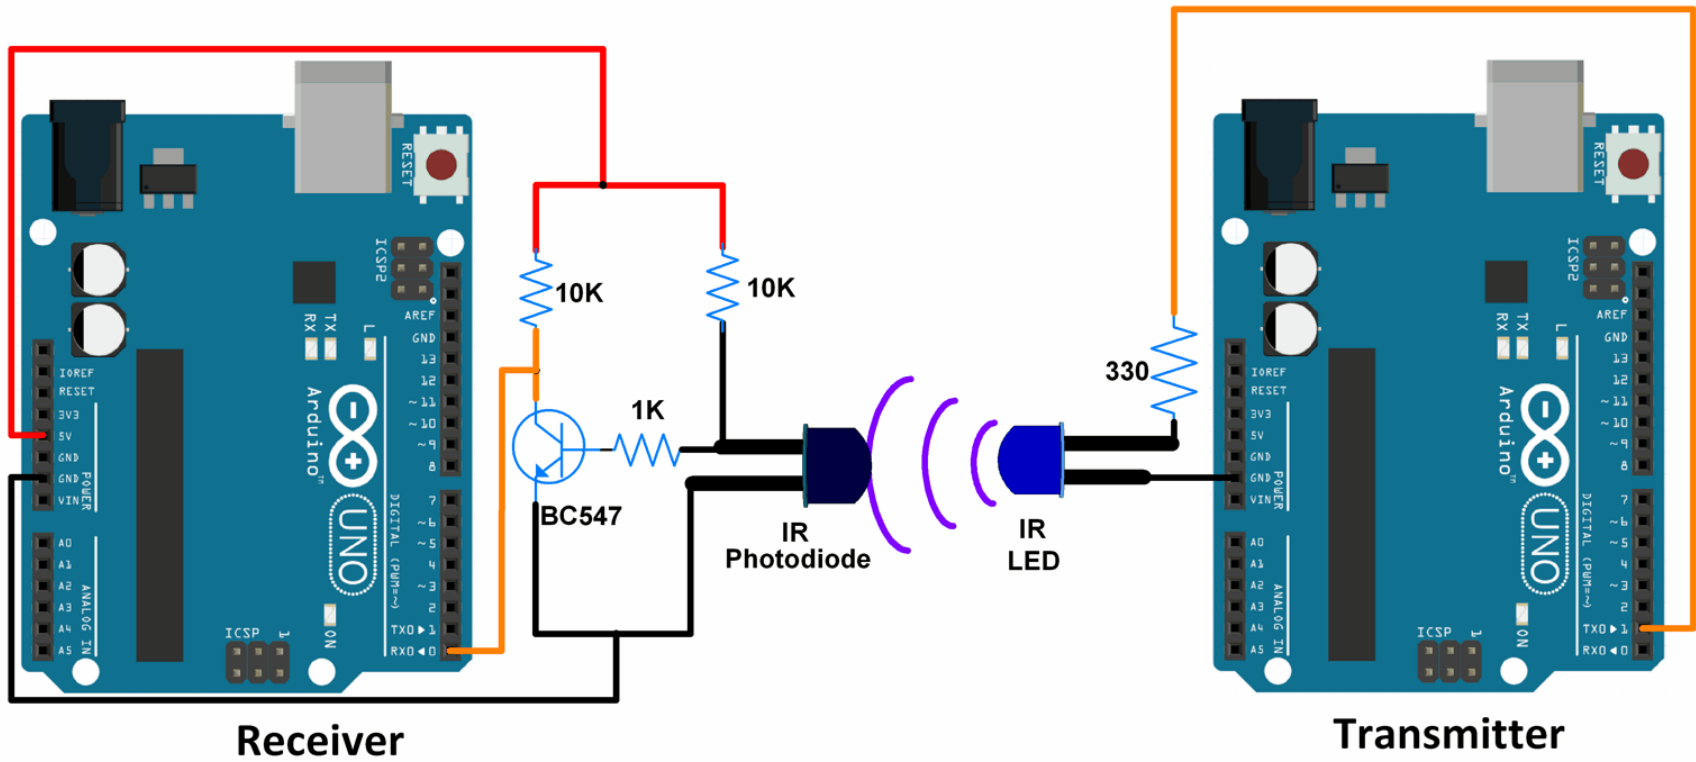 RESET
ICSP2
AREF
GND
RX
TX
L
13
12
~11
~10
~9
8
IOREF
RESET
3V3
5V
GND
GND
VIN
POWER
Arduino™
UNO
7
~6
~5
4
~3
2
TX0▶1
RX0◀0
DIGITAL (PWM=~)
A0
A1
A2
A3
A4
A5
ANALOG IN
ICSP
1
ON
10K
10K
1K
BC547
IR
Photodiode
IR
LED
330
RESET
ICSP2
AREF
GND
RX
TX
L
13
12
~11
~10
~9
8
IOREF
RESET
3V3
5V
GND
GND
VIN
POWER
Arduino™
UNO
7
~6
~5
4
~3
2
TX0▶1
RX0◀0
DIGITAL (PWM=~)
A0
A1
A2
A3
A4
A5
ANALOG IN
ICSP
1
ON
Receiver
Transmitter